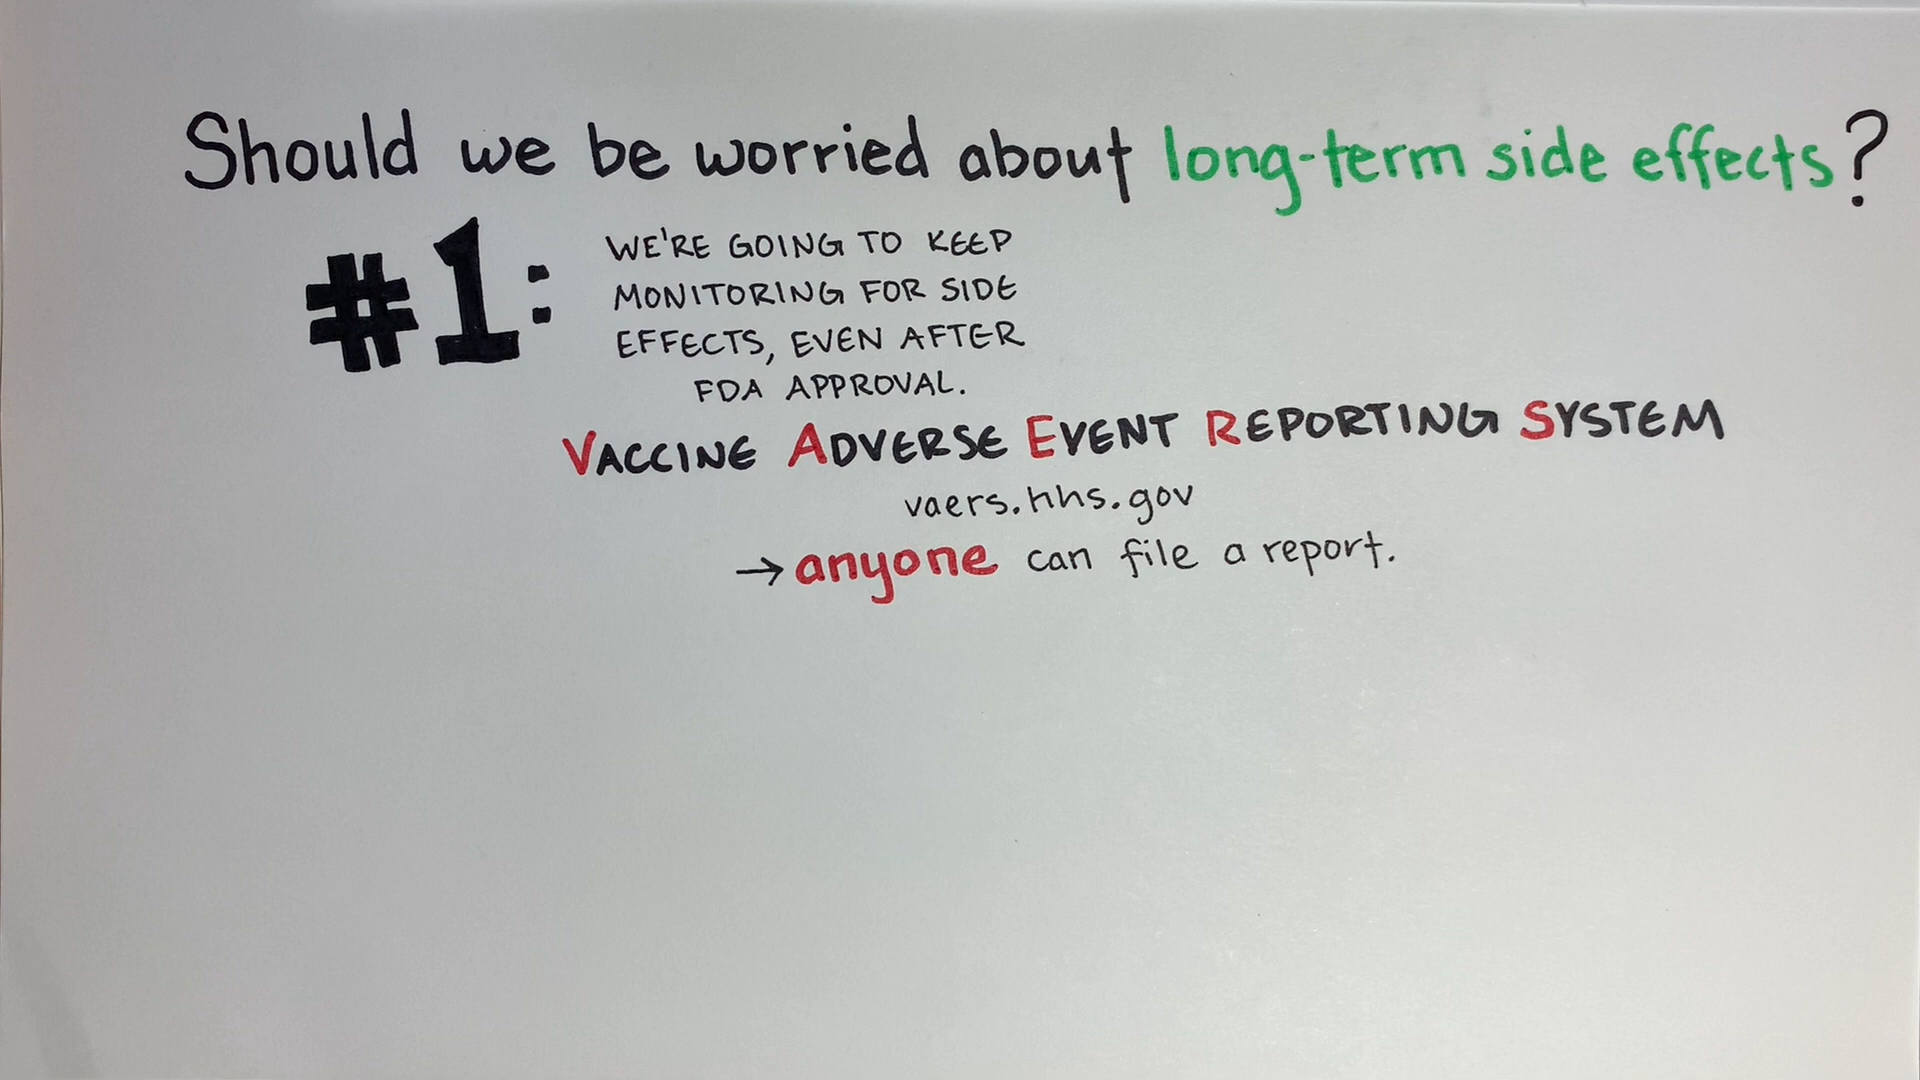 Should we be worried about long-term side effects?
#1:
WE'RE GOING TO KEEP
MONITORING FOR SIDE
EFFECTS, EVEN AFTER
FDA APPROVAL.
VACCINE ADVERSE EVENT REPORTING SYSTEM
vaers.hhs.gov
→ anyone can file a report.